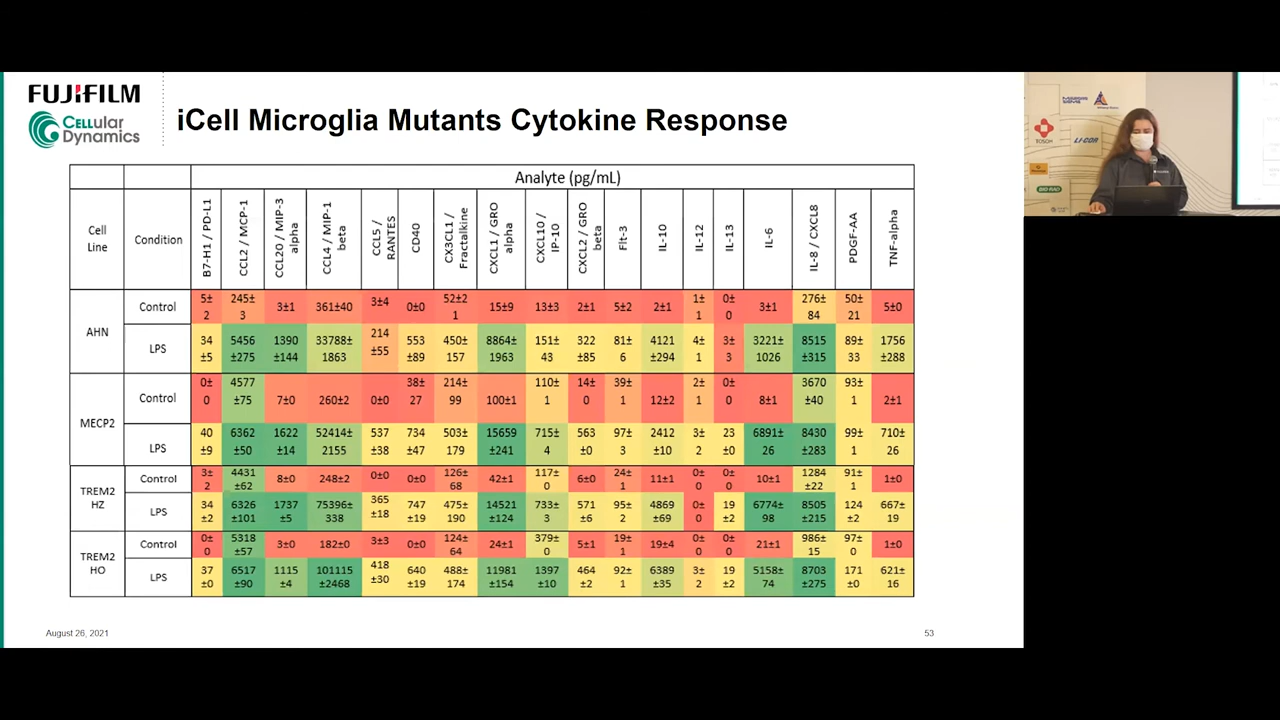 FUJIFILM
CELLular
Dynamics
iCell Microglia Mutants Cytokine Response
Analyte (pg/mL)
Cell Line | Condition | B7-H1 / PD-L1 | CCL2 / MCP-1 | CCL20 / MIP-3 alpha | CCL4 / MIP-1 beta | CCL5 / RANTES | CD40 | CX3CL1 / Fractalkine | CXCL1 / GRO alpha | CXCL10 / IP-10 | CXCL2 / GRO beta | Flt-3 | IL-10 | IL-12 | IL-13 | IL-6 | IL-8 / CXCL8 | PDGF-AA | TNF-alpha
AHN | Control | 5±2 | 245±3 | 3±1 | 361±40 | 3±4 | 0±0 | 52±21 | 15±9 | 13±3 | 2±1 | 5±2 | 2±1 | 1±1 | 0±0 | 3±1 | 276±84 | 50±21 | 5±0
LPS | 34±5 | 5456±275 | 1390±144 | 33788±1863 | 214±55 | 553±89 | 450±157 | 8864±1963 | 151±43 | 322±85 | 81±6 | 4121±294 | 4±1 | 3±3 | 3221±1026 | 8515±315 | 89±33 | 1756±288
MECP2 | Control | 0±0 | 4577±75 | 7±0 | 260±2 | 0±0 | 38±27 | 214±99 | 100±1 | 110±1 | 14±0 | 39±1 | 12±2 | 2±1 | 0±0 | 8±1 | 3670±40 | 93±1 | 2±1
LPS | 40±9 | 6362±50 | 1622±14 | 52414±2155 | 537±38 | 734±47 | 503±179 | 15659±241 | 715±4 | 563±0 | 97±3 | 2412±10 | 3±2 | 23±0 | 6891±26 | 8430±283 | 99±1 | 710±26
TREM2 HZ | Control | 3±2 | 4431±62 | 8±0 | 248±2 | 0±0 | 0±0 | 126±68 | 42±1 | 117±0 | 6±0 | 24±1 | 11±1 | 0±0 | 0±0 | 10±1 | 1284±22 | 91±1 | 1±0
LPS | 34±2 | 6326±101 | 1737±5 | 75396±338 | 365±18 | 747±19 | 475±190 | 14521±124 | 733±3 | 571±6 | 95±2 | 4869±69 | 0±0 | 19±2 | 6774±98 | 8505±215 | 124±2 | 667±19
TREM2 HO | Control | 0±0 | 5318±57 | 3±0 | 182±0 | 3±3 | 0±0 | 124±64 | 24±1 | 379±0 | 5±1 | 19±1 | 19±4 | 0±0 | 0±0 | 21±1 | 986±15 | 97±0 | 1±0
LPS | 37±0 | 6517±90 | 1115±4 | 101115±2468 | 418±30 | 640±19 | 488±174 | 11981±154 | 1397±10 | 464±2 | 92±1 | 6389±35 | 3±2 | 19±2 | 5158±74 | 8703±275 | 171±0 | 621±16
August 26, 2021
53
TOSOH
LI-COR
BIO-RAD